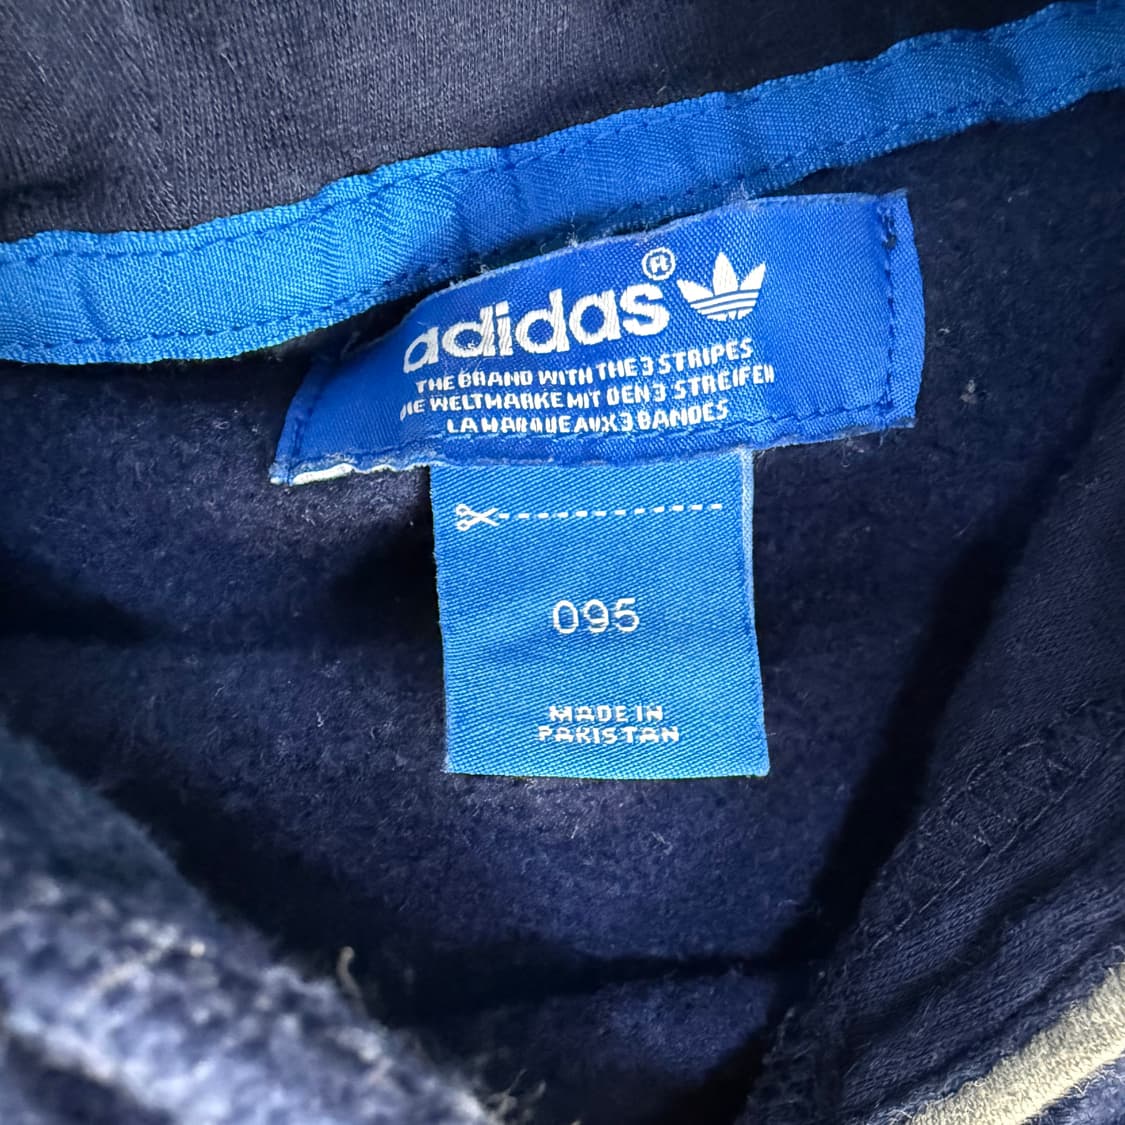 adidas®
THE BRAND WITH THE 3 STRIPES
DIE WELTMARKE MIT DEN 3 STREIFEN
LA MARQUE AUX 3 BANDES
095
MADE IN
PAKISTAN